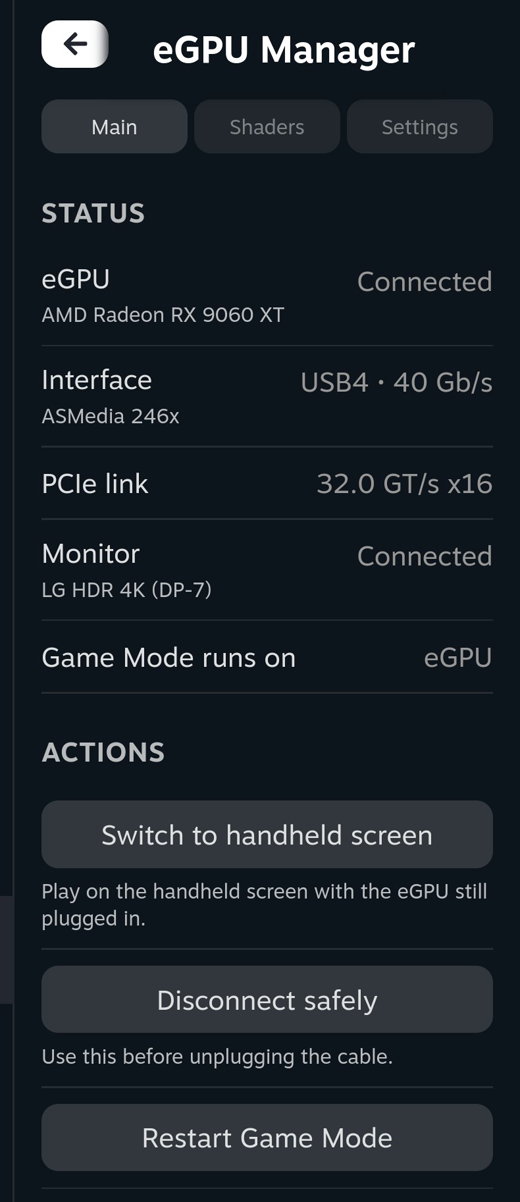 eGPU Manager
Main
Shaders
Settings
STATUS
eGPU
Connected
AMD Radeon RX 9060 XT
Interface
USB4 · 40 Gb/s
ASMedia 246x
PCIe link
32.0 GT/s x16
Monitor
Connected
LG HDR 4K (DP-7)
Game Mode runs on
eGPU
ACTIONS
Switch to handheld screen
Play on the handheld screen with the eGPU still
plugged in.
Disconnect safely
Use this before unplugging the cable.
Restart Game Mode